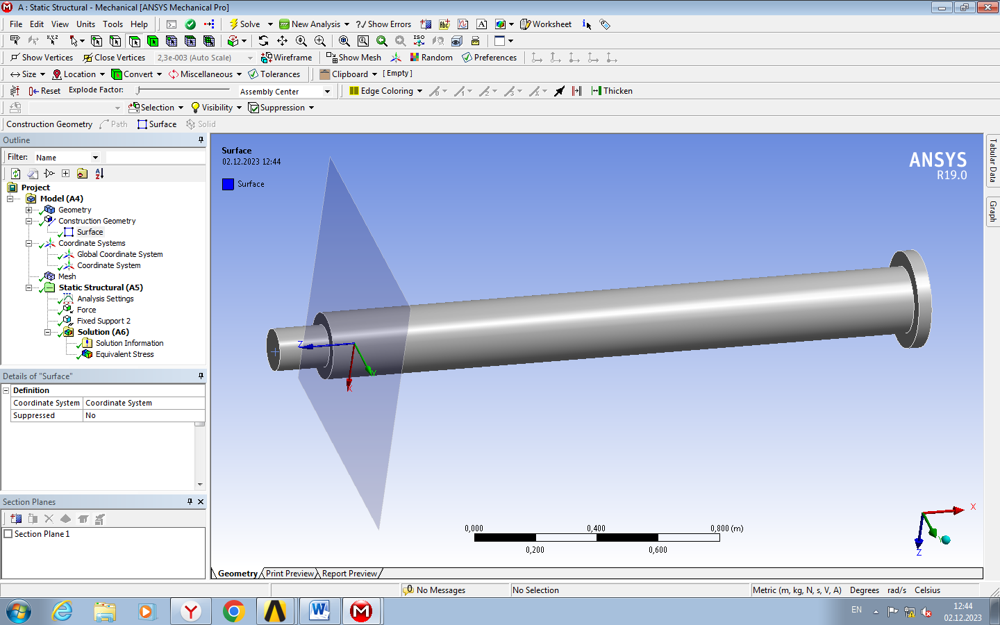 A : Static Structural - Mechanical [ANSYS Mechanical Pro]
File Edit View Units Tools Help Solve New Analysis ?/ Show Errors Worksheet
Show Vertices Close Vertices 2,3e-003 (Auto Scale) Wireframe Show Mesh Random Preferences
Size Location Convert Miscellaneous Tolerances Clipboard [ Empty ]
Reset Explode Factor: Assembly Center Edge Coloring Thicken
Selection Visibility Suppression
Construction Geometry Path Surface Solid
Outline
Filter: Name
Project
Model (A4)
Geometry
Construction Geometry
Surface
Coordinate Systems
Global Coordinate System
Coordinate System
Mesh
Static Structural (A5)
Analysis Settings
Force
Fixed Support 2
Solution (A6)
Solution Information
Equivalent Stress
Details of "Surface"
Definition
Coordinate System Coordinate System
Suppressed No
Section Planes
Section Plane 1
Surface
02.12.2023 12:44
Surface
ANSYS
R19.0
Z
X
Y
0,000 0,400 0,800 (m)
0,200 0,600
X
Y
Z
Geometry Print Preview Report Preview
Tabular Data
Graph
0 No Messages No Selection Metric (m, kg, N, s, V, A) Degrees rad/s Celsius
EN 12:44
02.12.2023